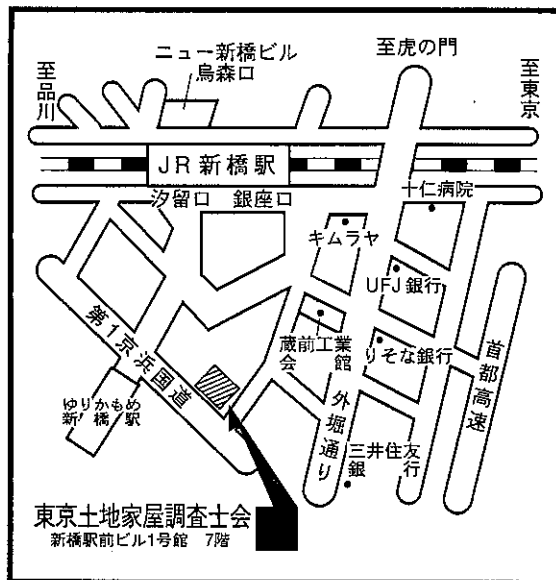 ニュー新橋ビル
烏森口
至虎の門
至品川
至東京
JR新橋駅
汐留口 銀座口
十仁病院
キムラヤ
UFJ銀行
蔵前工業会館
りそな銀行
第1京浜国道
外堀通り
首都高速
ゆりかもめ
新橋駅
三井住友
銀行
東京土地家屋調査士会
新橋駅前ビル1号館 7階